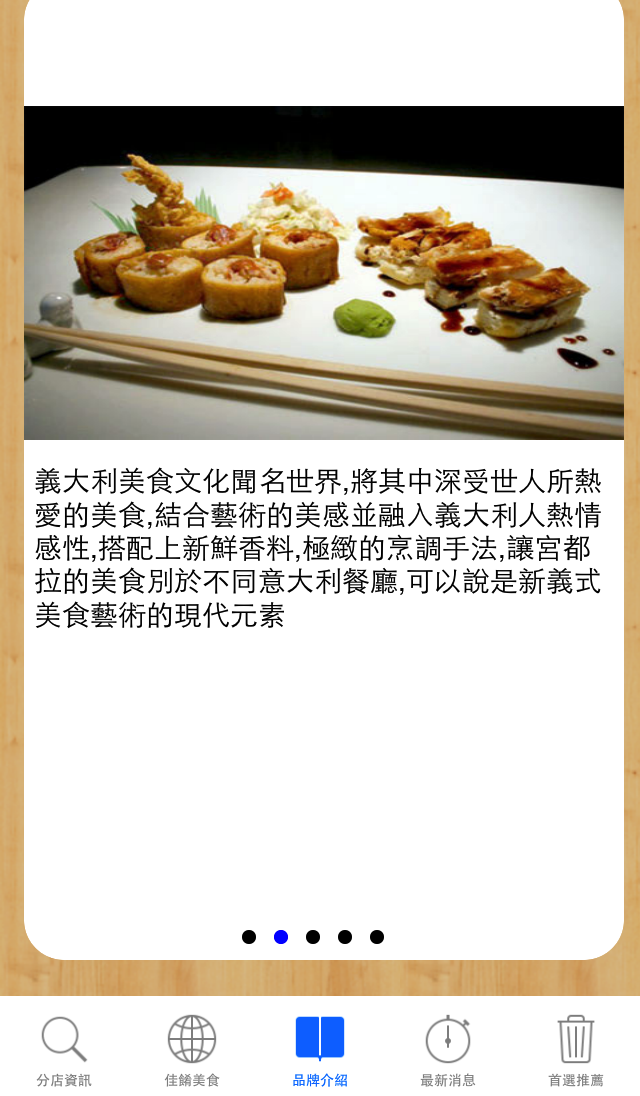 義大利美食文化聞名世界,將其中深受世人所熱
愛的美食,結合藝術的美感並融入義大利人熱情
感性,搭配上新鮮香料,極緻的烹調手法,讓宮都
拉的美食別於不同意大利餐廳,可以說是新義式
美食藝術的現代元素
分店資訊
佳餚美食
品牌介紹
最新消息
首選推薦